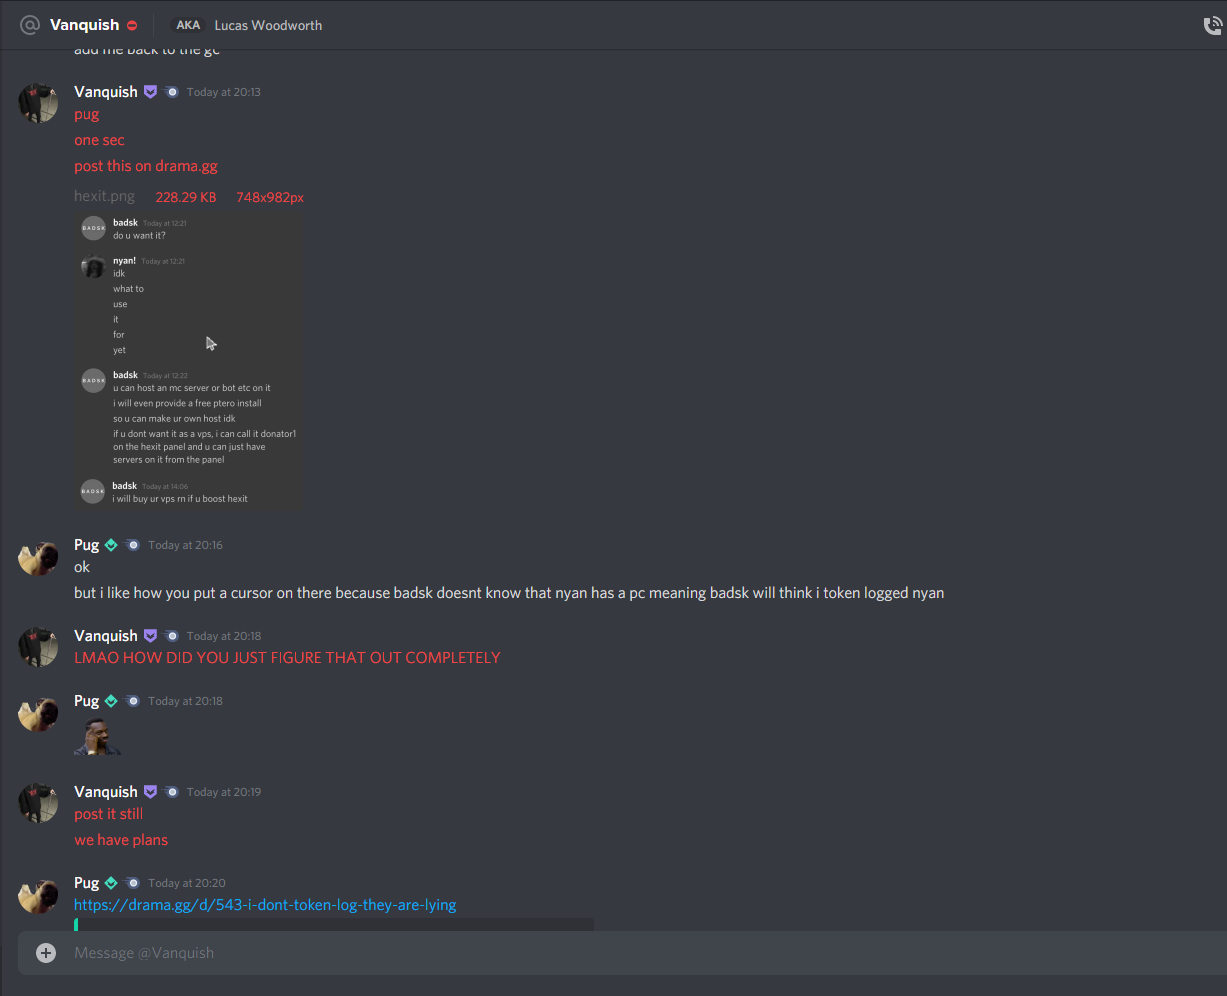 Vanquish AKA Lucas Woodworth
add me back to the gc
Vanquish Today at 20:13
pug
one sec
post this on drama.gg
hexit.png 228.29 KB 748x982px
BADSK
badsk Today at 12:21
do u want it?
nyan! Today at 12:21
idk
what to
use
it
for
yet
BADSK
badsk Today at 12:22
u can host an mc server or bot etc on it
i will even provide a free ptero install
so u can make ur own host idk
if u dont want it as a vps, i can call it donator1
on the hexit panel and u can just have
servers on it from the panel
BADSK
badsk Today at 14:06
i will buy ur vps rn if u boost hexit
Pug Today at 20:16
ok
but i like how you put a cursor on there because badsk doesnt know that nyan has a pc meaning badsk will think i token logged nyan
Vanquish Today at 20:18
LMAO HOW DID YOU JUST FIGURE THAT OUT COMPLETELY
Pug Today at 20:18
Vanquish Today at 20:19
post it still
we have plans
Pug Today at 20:20
https://drama.gg/d/543-i-dont-token-log-they-are-lying
Message @Vanquish